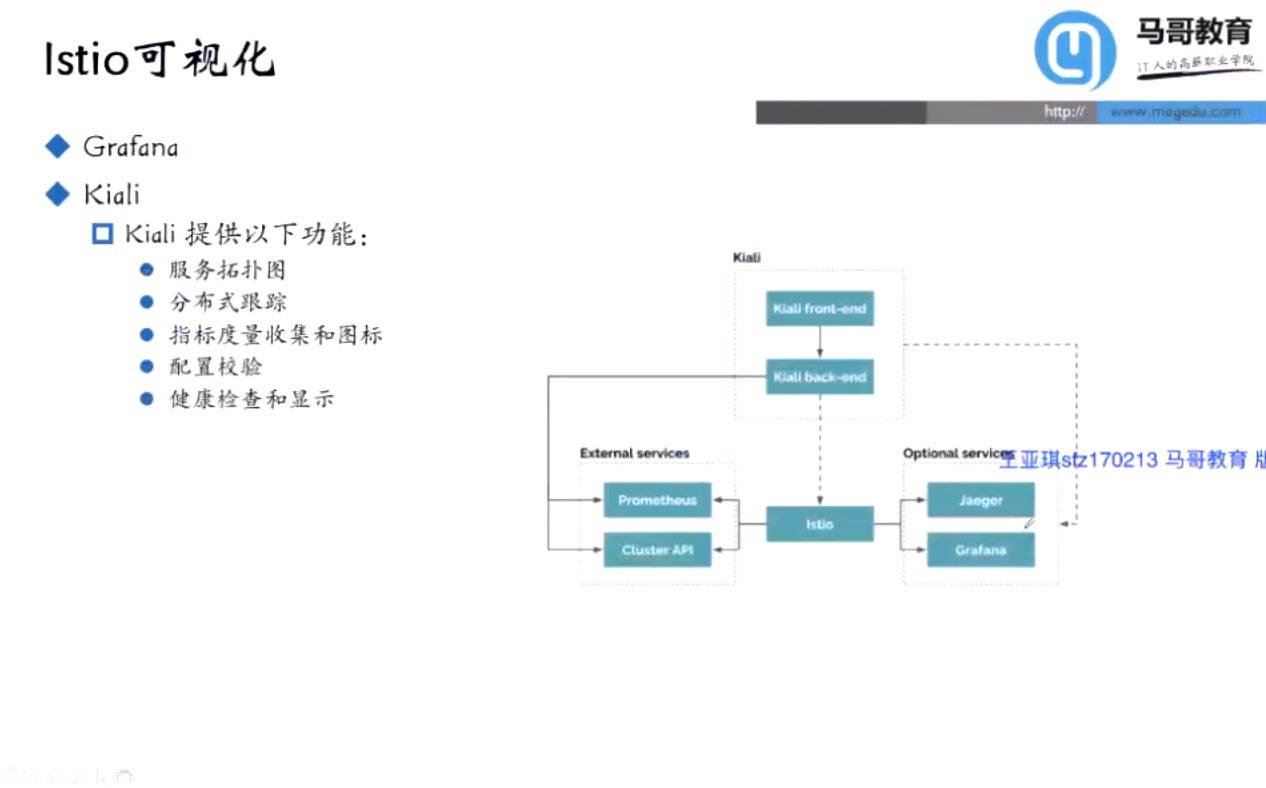 Istio可视化
马哥教育
IT人的高薪职业学院
http://
www.magedu.com
Grafana
Kiali
Kiali 提供以下功能：
服务拓扑图
分布式跟踪
指标度量收集和图标
配置校验
健康检查和显示
Kiali
Kiali front-end
Kiali back-end
External services
Prometheus
Cluster API
Istio
Optional services
Jaeger
Grafana
王亚琪sfz170213 马哥教育